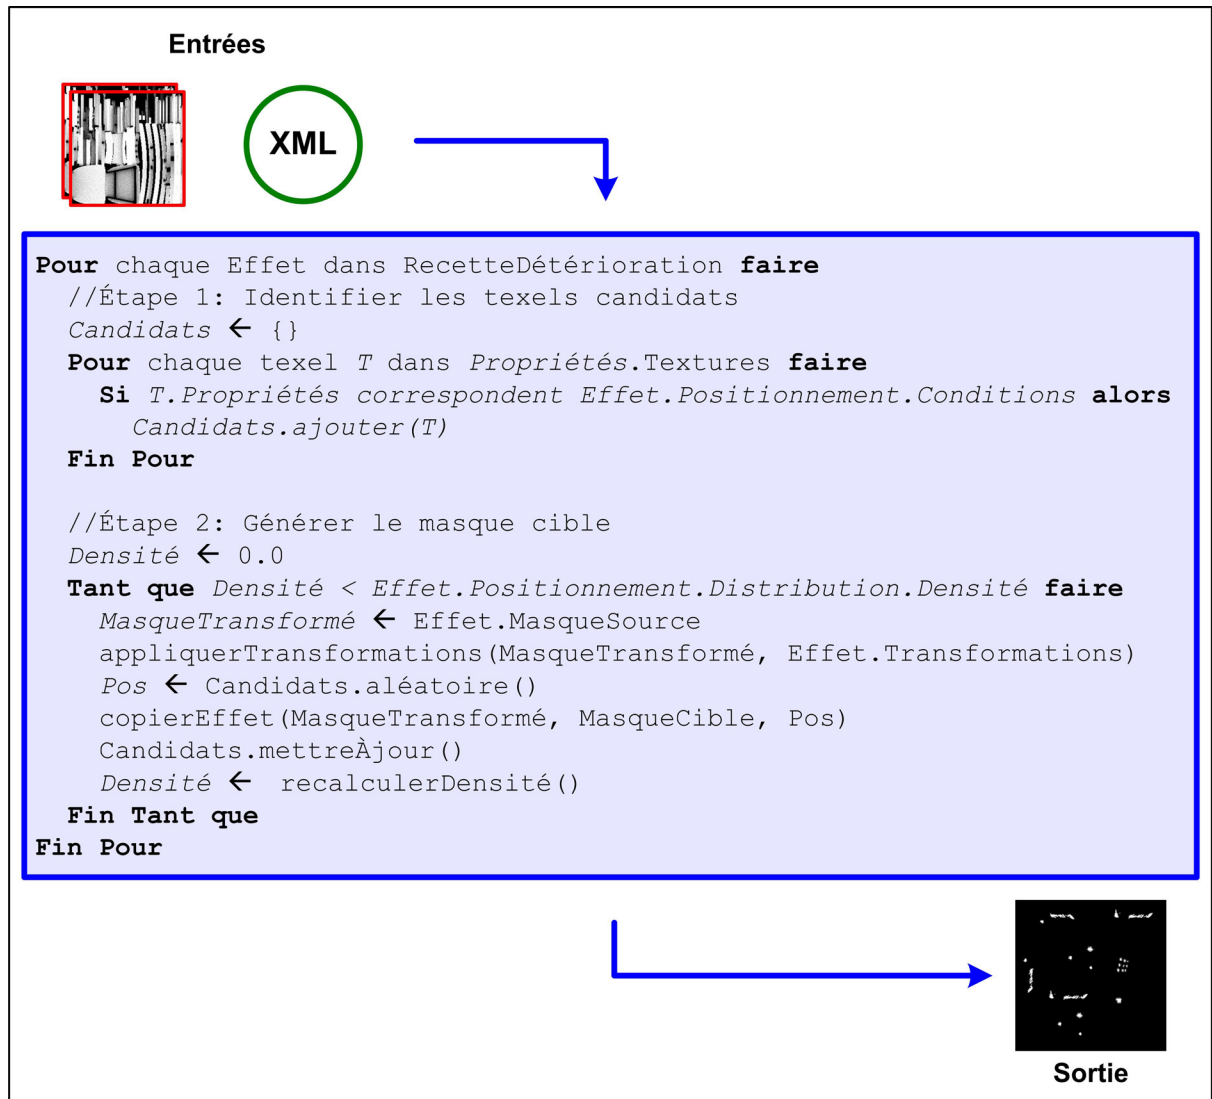 Entrées
XML
Pour chaque Effet dans RecetteDétérioration faire
//Étape 1: Identifier les texels candidats
Candidats ← {}
Pour chaque texel T dans Propriétés.Textures faire
Si T.Propriétés correspondent Effet.Positionnement.Conditions alors
Candidats.ajouter(T)
Fin Pour
//Étape 2: Générer le masque cible
Densité ← 0.0
Tant que Densité < Effet.Positionnement.Distribution.Densité faire
MasqueTransformé ← Effet.MasqueSource
appliquerTransformations(MasqueTransformé, Effet.Transformations)
Pos ← Candidats.aléatoire()
copierEffet(MasqueTransformé, MasqueCible, Pos)
Candidats.mettreÀjour()
Densité ← recalculerDensité()
Fin Tant que
Fin Pour
Sortie